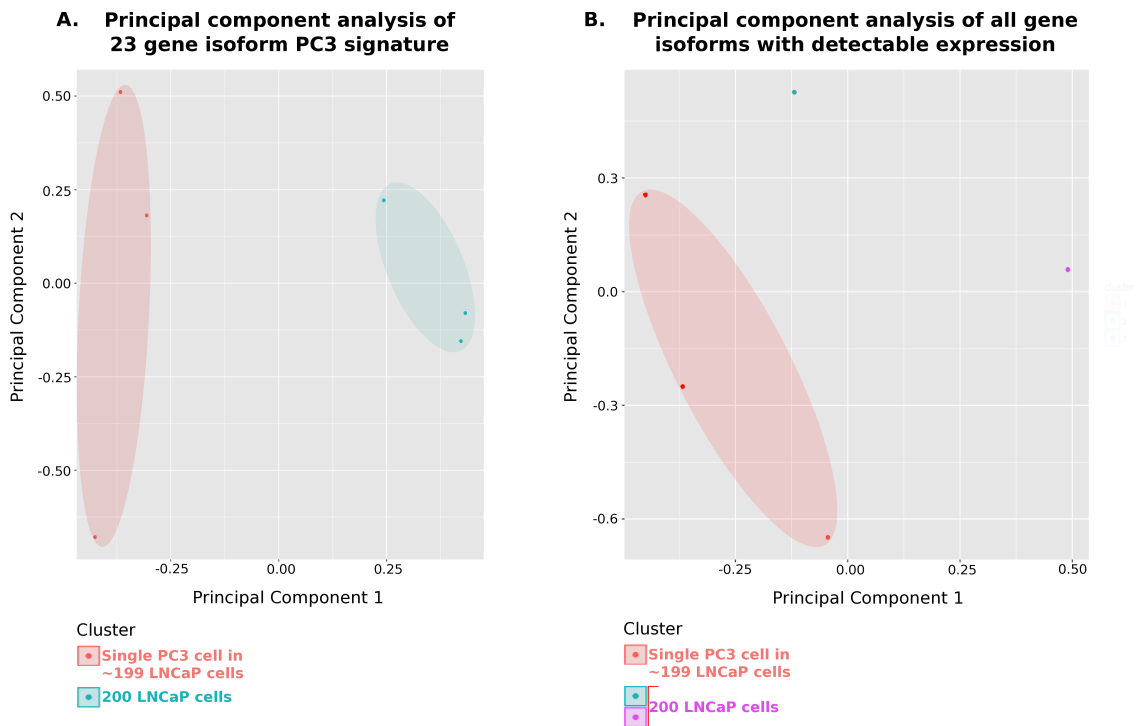 A. Principal component analysis of
23 gene isoform PC3 signature
0.50
0.25
0.00
-0.25
-0.50
Principal Component 2
-0.25 0.00 0.25
Principal Component 1
Cluster
Single PC3 cell in
~199 LNCaP cells
200 LNCaP cells
B. Principal component analysis of all gene
isoforms with detectable expression
0.3
0.0
-0.3
-0.6
Principal Component 2
-0.25 0.00 0.25 0.50
Principal Component 1
Cluster
Single PC3 cell in
~199 LNCaP cells
200 LNCaP cells